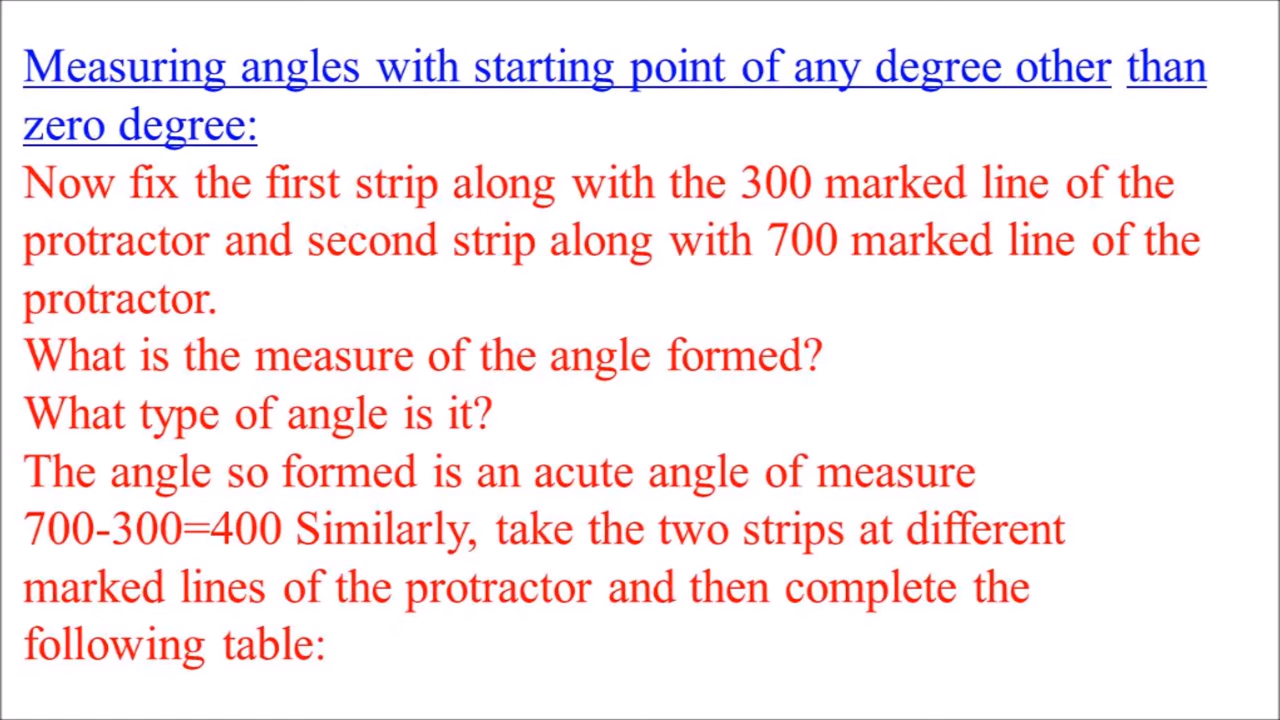 Measuring angles with starting point of any degree other than
zero degree:
Now fix the first strip along with the 300 marked line of the
protractor and second strip along with 700 marked line of the
protractor.
What is the measure of the angle formed?
What type of angle is it?
The angle so formed is an acute angle of measure
700-300=400 Similarly, take the two strips at different
marked lines of the protractor and then complete the
following table: